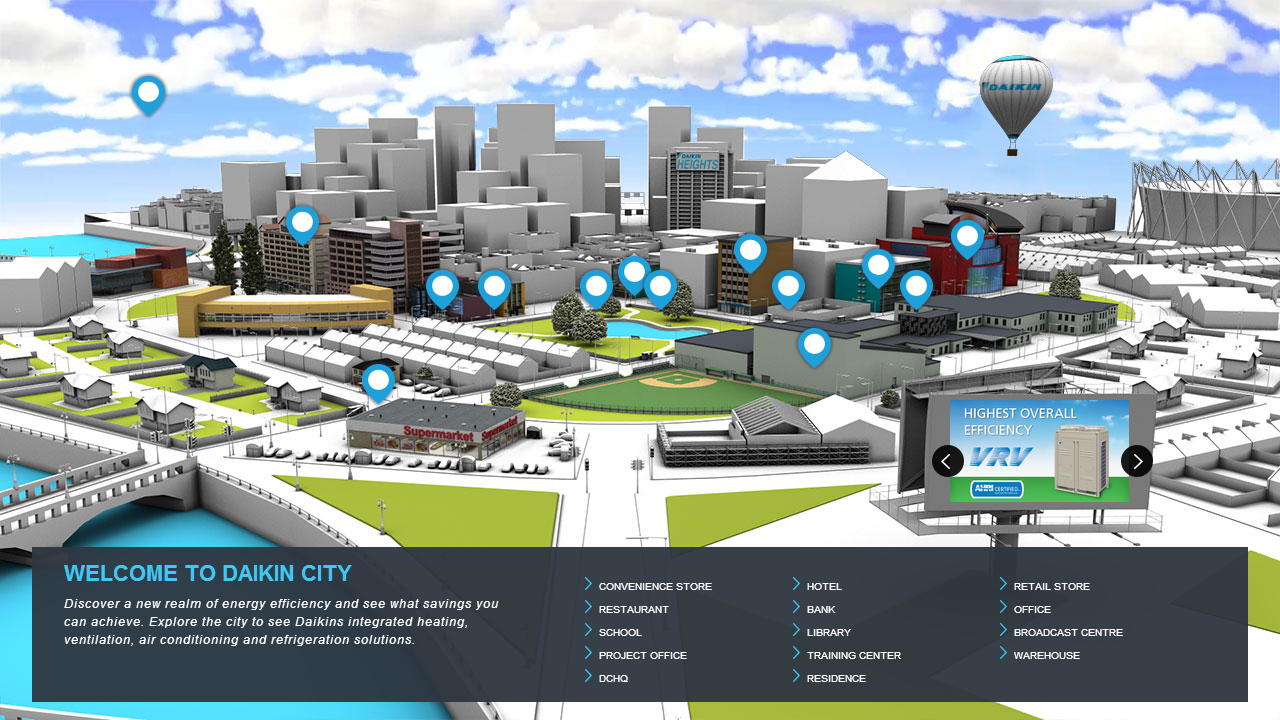 DAIKIN
DAIKIN
HEIGHTS
Supermarket
Supermarket
HIGHEST OVERALL
EFFICIENCY
VRV
AHRI CERTIFIED
WELCOME TO DAIKIN CITY
Discover a new realm of energy efficiency and see what savings you
can achieve. Explore the city to see Daikins integrated heating,
ventilation, air conditioning and refrigeration solutions.
CONVENIENCE STORE
RESTAURANT
SCHOOL
PROJECT OFFICE
DCHQ
HOTEL
BANK
LIBRARY
TRAINING CENTER
RESIDENCE
RETAIL STORE
OFFICE
BROADCAST CENTRE
WAREHOUSE